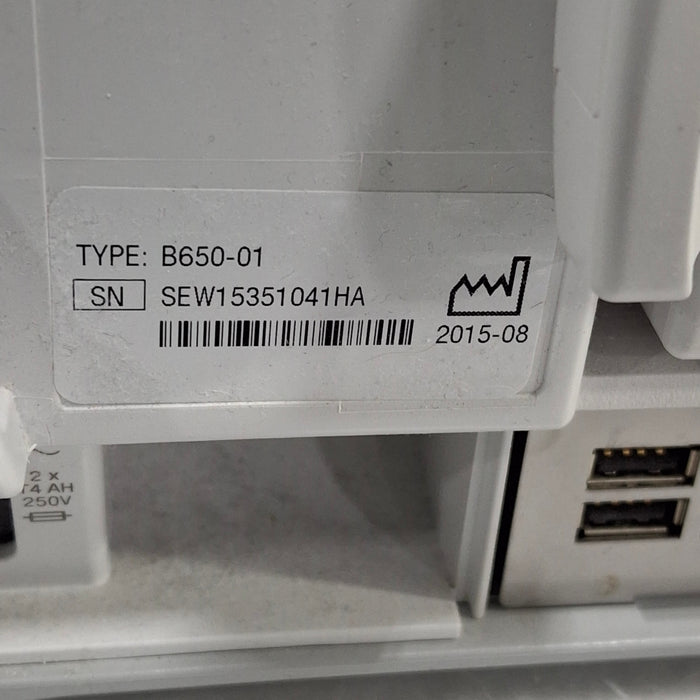 TYPE: B650-01
SN SEW15351041HA
2015-08
2 x
T4 AH
250V